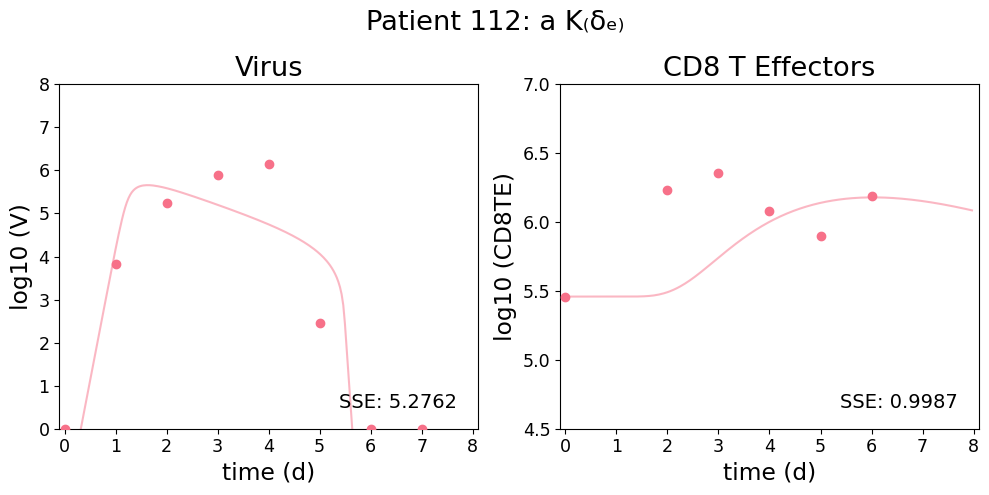 Patient 112: a K₍δₑ₎
Virus
CD8 T Effectors
8
7
6
5
4
3
2
1
0
log10 (V)
SSE: 5.2762
0 1 2 3 4 5 6 7 8
time (d)
7.0
6.5
6.0
5.5
5.0
4.5
log10 (CD8TE)
SSE: 0.9987
0 1 2 3 4 5 6 7 8
time (d)